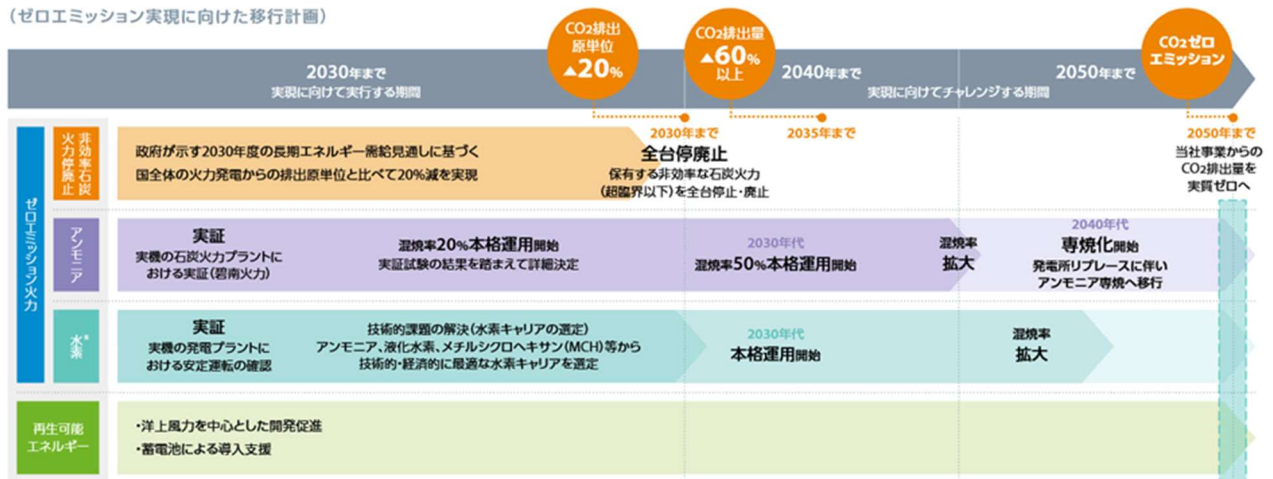 （ゼロエミッション実現に向けた移行計画）
CO2排出
原単位
▲20%
CO2排出量
▲60%
以上
CO2ゼロ
エミッション
2030年まで
実現に向けて実行する期間
2040年まで
2050年まで
実現に向けてチャレンジする期間
ゼロエミッション火力
非効率石炭
火力停廃止
政府が示す2030年度の長期エネルギー需給見通しに基づく
国全体の火力発電からの排出原単位と比べて20%減を実現
2030年まで
全台停廃止
保有する非効率な石炭火力
（超臨界以下）を全台停止・廃止
2035年まで
2050年まで
当社事業からの
CO2排出量を
実質ゼロへ
アンモニア
実証
実機の石炭火力プラントに
おける実証（碧南火力）
混焼率20%本格運用開始
実証試験の結果を踏まえて詳細決定
2030年代
混焼率50%本格運用開始
混焼率
拡大
2040年代
専焼化開始
発電所リプレースに伴い
アンモニア専焼へ移行
水素*
実証
実機の発電プラントに
おける安定運転の確認
技術的課題の解決（水素キャリアの選定）
アンモニア、液化水素、メチルシクロヘキサン（MCH）等から
技術的・経済的に最適な水素キャリアを選定
2030年代
本格運用開始
混焼率
拡大
再生可能
エネルギー
・洋上風力を中心とした開発促進
・蓄電池による導入支援